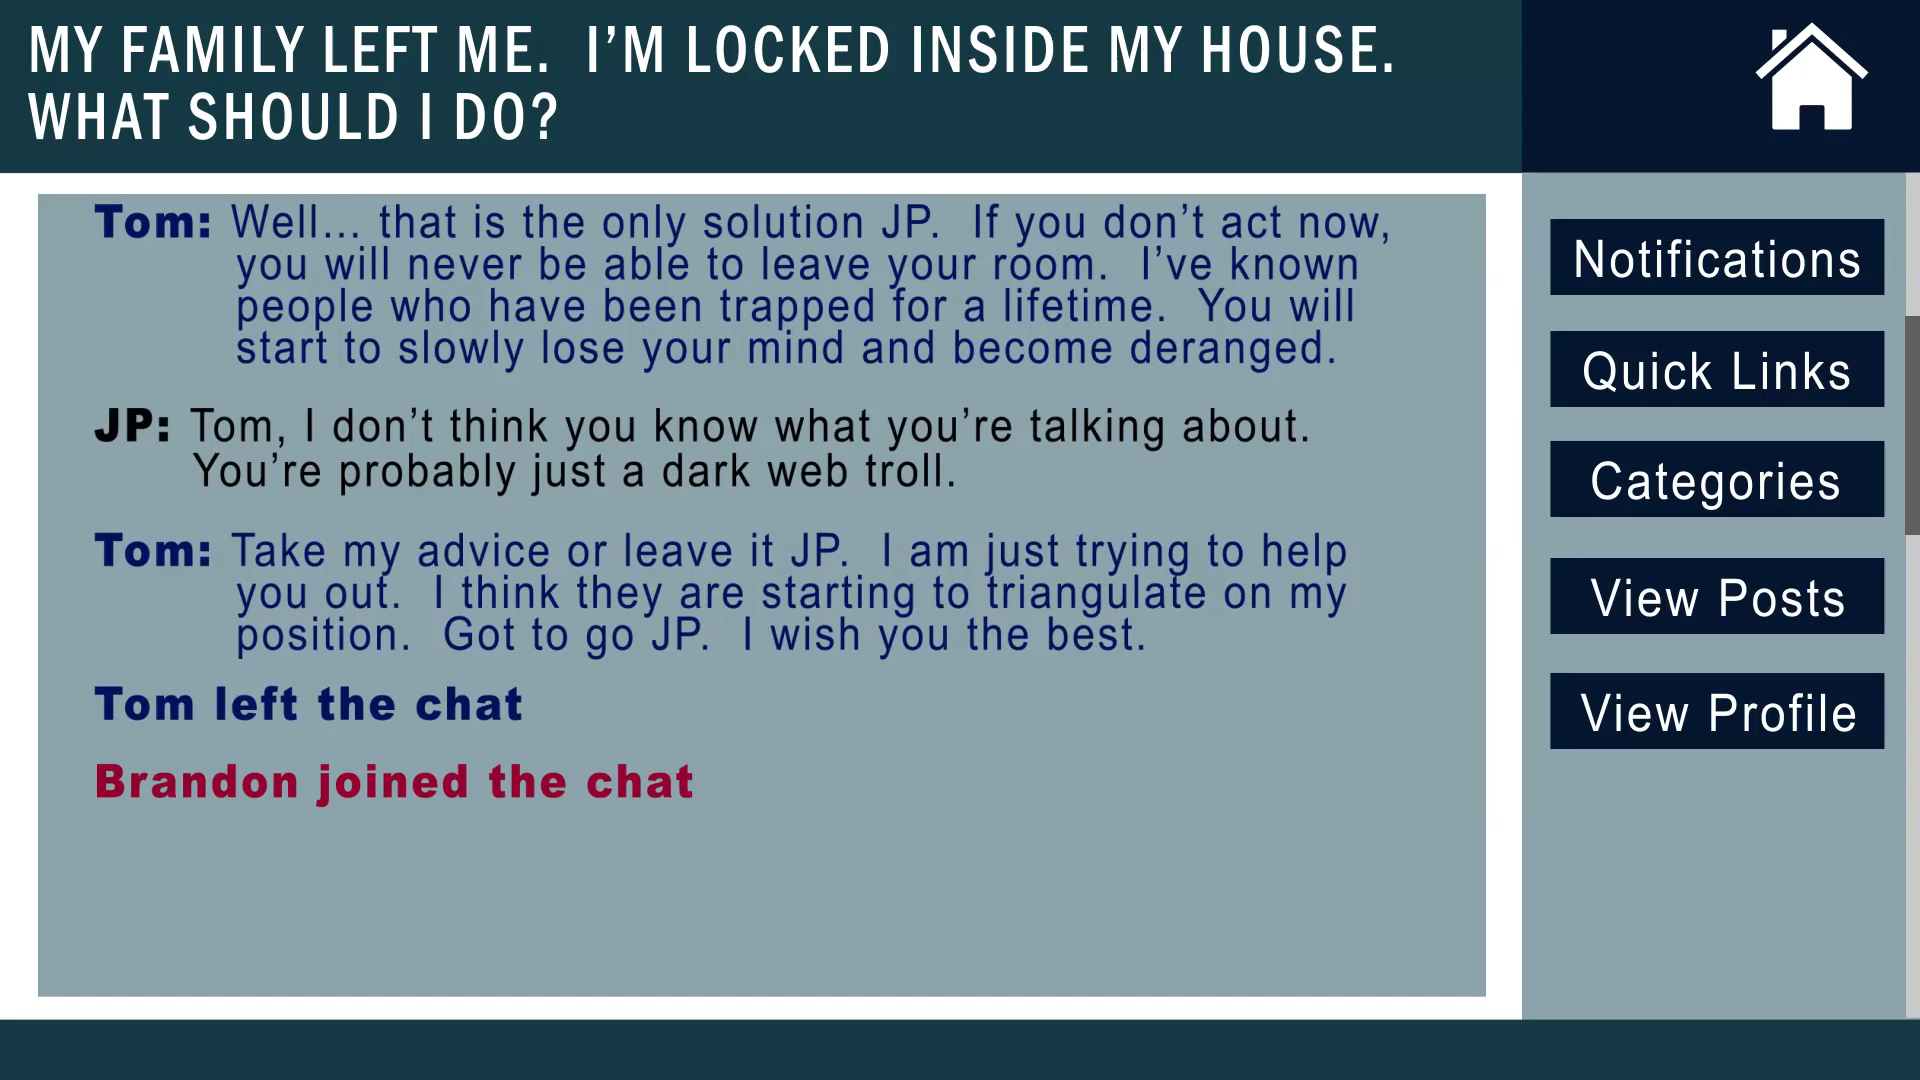 MY FAMILY LEFT ME.  I’M LOCKED INSIDE MY HOUSE.
WHAT SHOULD I DO?
Tom: Well... that is the only solution JP.  If you don’t act now,
you will never be able to leave your room.  I’ve known
people who have been trapped for a lifetime.  You will
start to slowly lose your mind and become deranged.
JP: Tom, I don’t think you know what you’re talking about.
You’re probably just a dark web troll.
Tom: Take my advice or leave it JP.  I am just trying to help
you out.  I think they are starting to triangulate on my
position.  Got to go JP.  I wish you the best.
Tom left the chat
Brandon joined the chat
Notifications
Quick Links
Categories
View Posts
View Profile